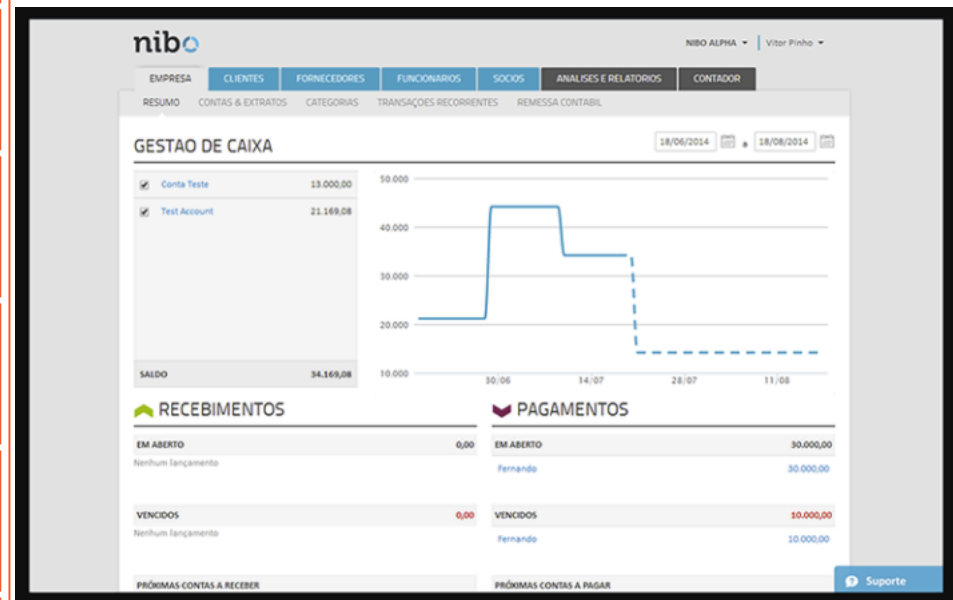 nibo
NIBO ALPHA Vitor Pinho
EMPRESA CLIENTES FORNECEDORES FUNCIONARIOS SOCIOS ANALISES E RELATORIOS CONTADOR
RESUMO CONTAS & EXTRATOS CATEGORIAS TRANSAÇOES RECORRENTES REMESSA CONTABIL
GESTAO DE CAIXA
18/06/2014 a 18/08/2014
Conta Teste 13.000,00
Test Account 21.169,08
SALDO 34.169,08
50.000
40.000
30.000
20.000
10.000
30/06 14/07 28/07 11/08
RECEBIMENTOS
EM ABERTO 0,00
Nenhum lançamento
VENCIDOS 0,00
Nenhum lançamento
PRÓXIMAS CONTAS A RECEBER
PAGAMENTOS
EM ABERTO 30.000,00
Fernando 30.000,00
VENCIDOS 10.000,00
Fernando 10.000,00
PRÓXIMAS CONTAS A PAGAR
Suporte